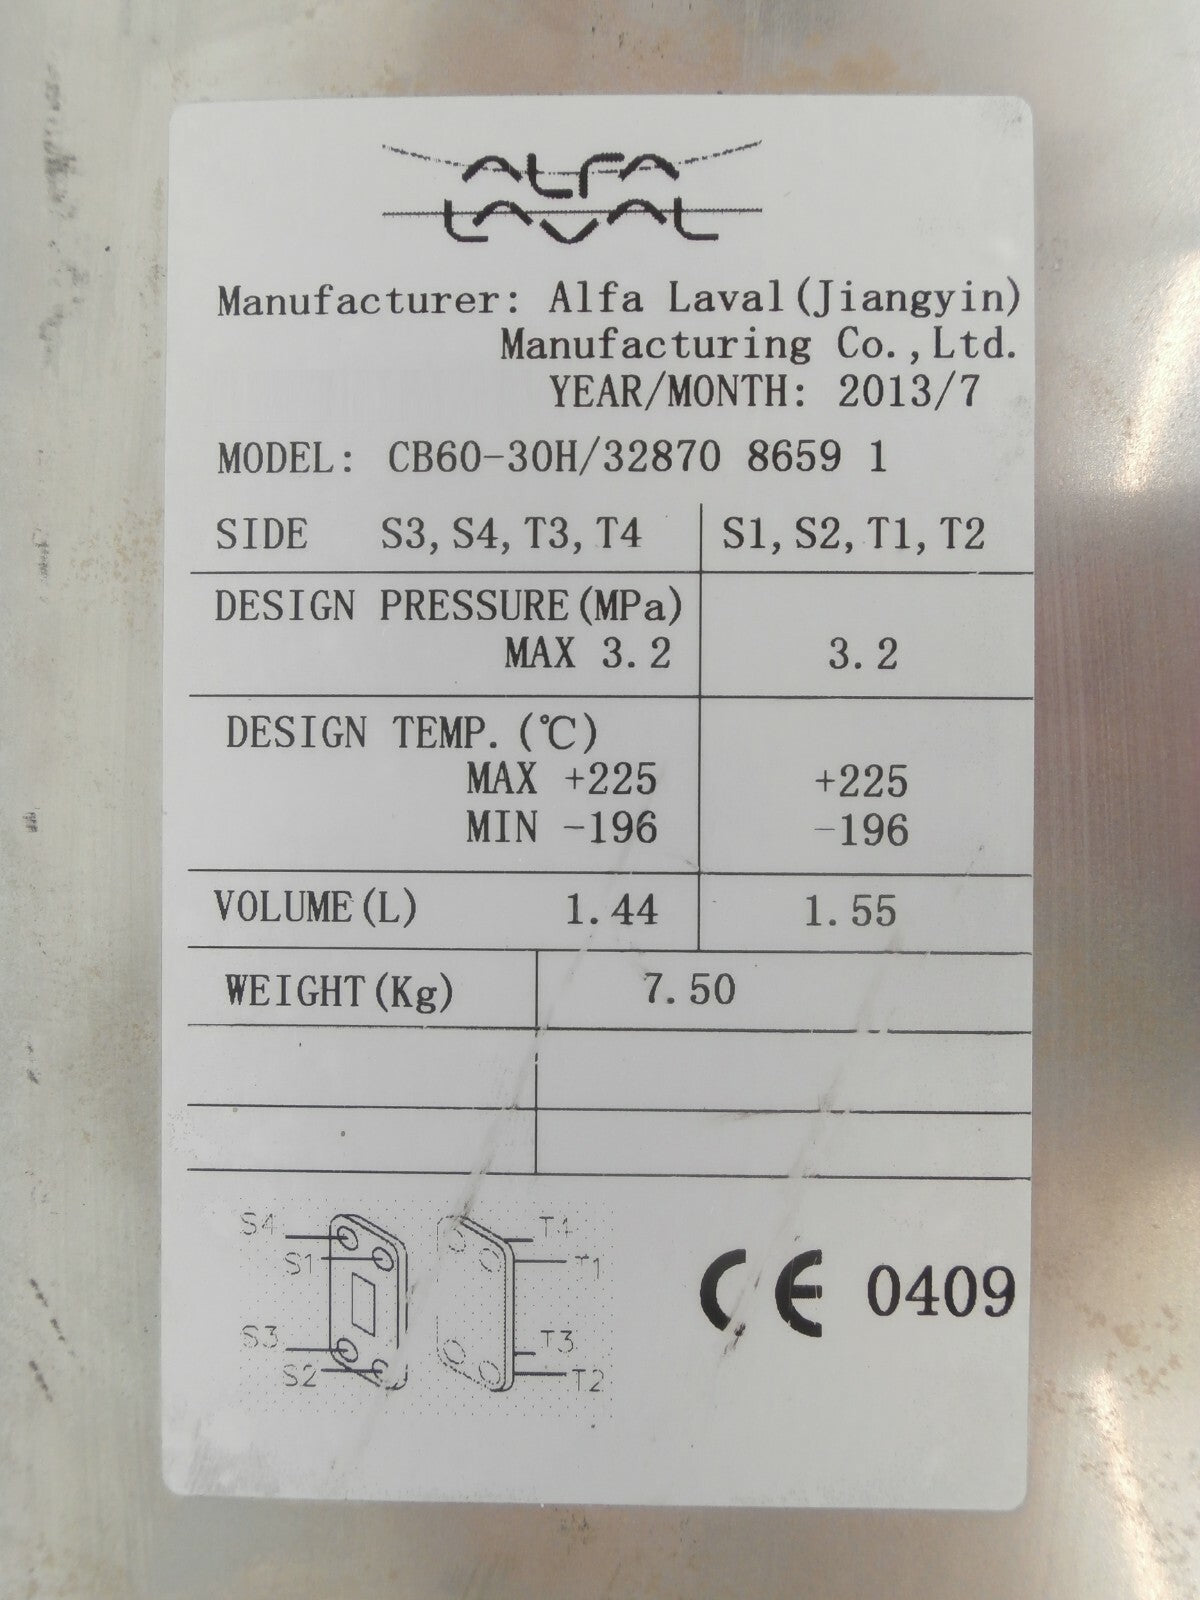 ALFA
LAVAL
Manufacturer: Alfa Laval(Jiangyin)
Manufacturing Co.,Ltd.
YEAR/MONTH: 2013/7
MODEL: CB60-30H/32870 8659 1
SIDE S3,S4,T3,T4 S1,S2,T1,T2
DESIGN PRESSURE(MPa)
MAX 3.2 3.2
DESIGN TEMP.(℃)
MAX +225 +225
MIN -196 -196
VOLUME(L) 1.44 1.55
WEIGHT(Kg) 7.50
S4 T4
S1 T1
S3 T3
S2 T2
CE 0409